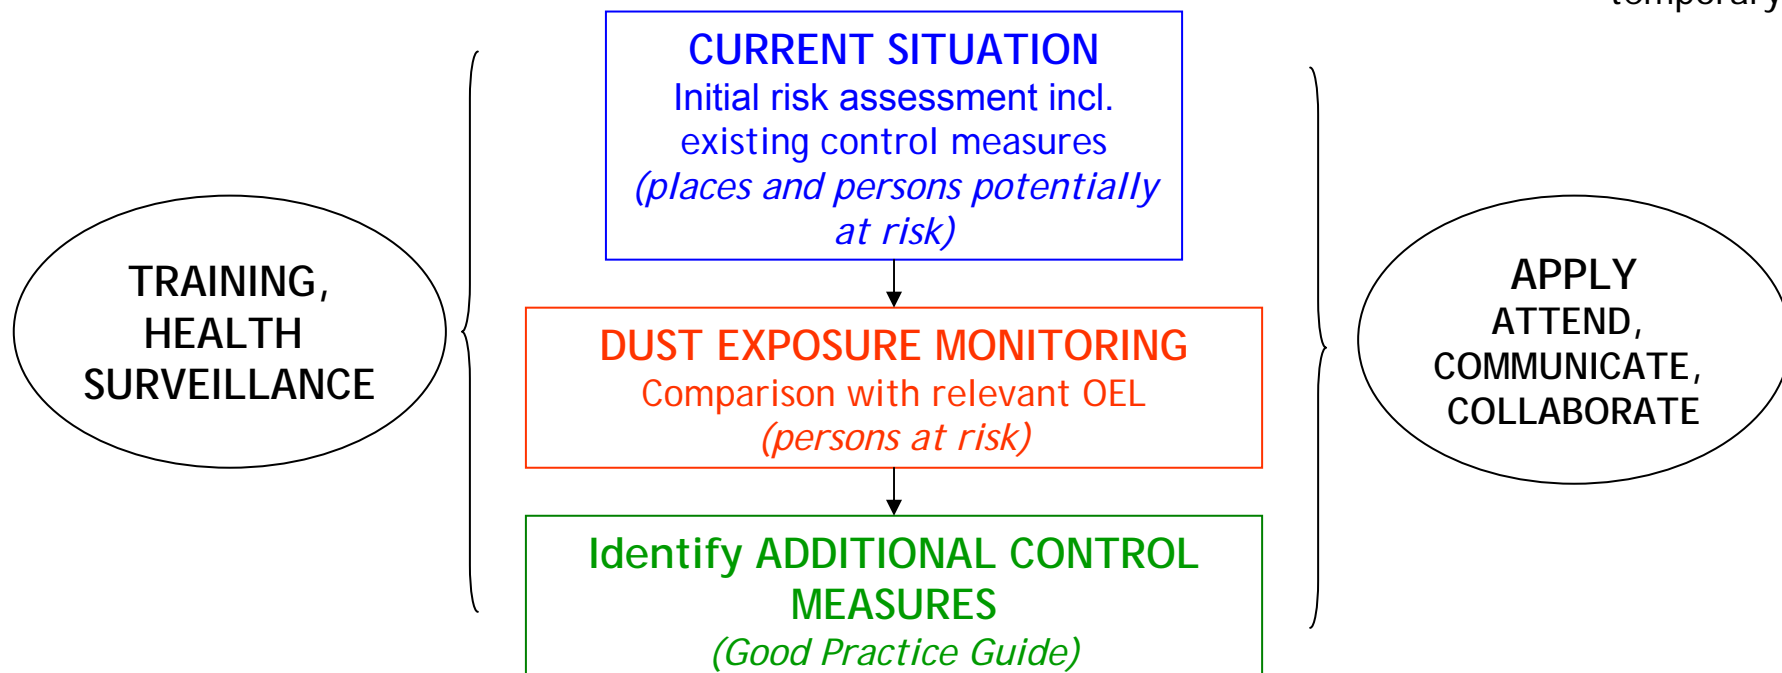 temporary
CURRENT SITUATION
Initial risk assessment incl.
existing control measures
(places and persons potentially
at risk)
TRAINING,
HEALTH
SURVEILLANCE
DUST EXPOSURE MONITORING
Comparison with relevant OEL
(persons at risk)
APPLY
ATTEND,
COMMUNICATE,
COLLABORATE
Identify ADDITIONAL CONTROL
MEASURES
(Good Practice Guide)